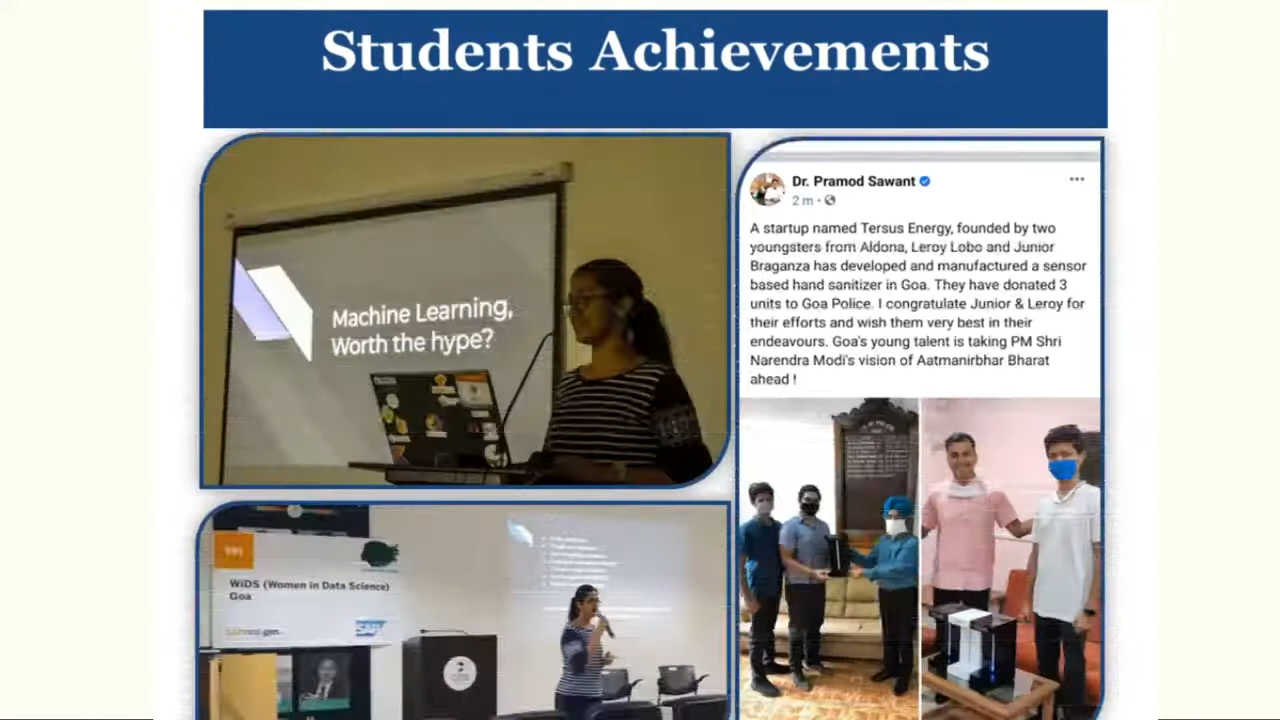 Students Achievements
Machine Learning,
Worth the hype?
Dr. Pramod Sawant
2 m
A startup named Tersus Energy, founded by two
youngsters from Aldona, Leroy Lobo and Junior
Braganza has developed and manufactured a sensor
based hand sanitizer in Goa. They have donated 3
units to Goa Police. I congratulate Junior & Leroy for
their efforts and wish them very best in their
endeavours. Goa's young talent is taking PM Shri
Narendra Modi's vision of Aatmanirbhar Bharat
ahead !
WiDS (Women in Data Science)
Goa
SAP